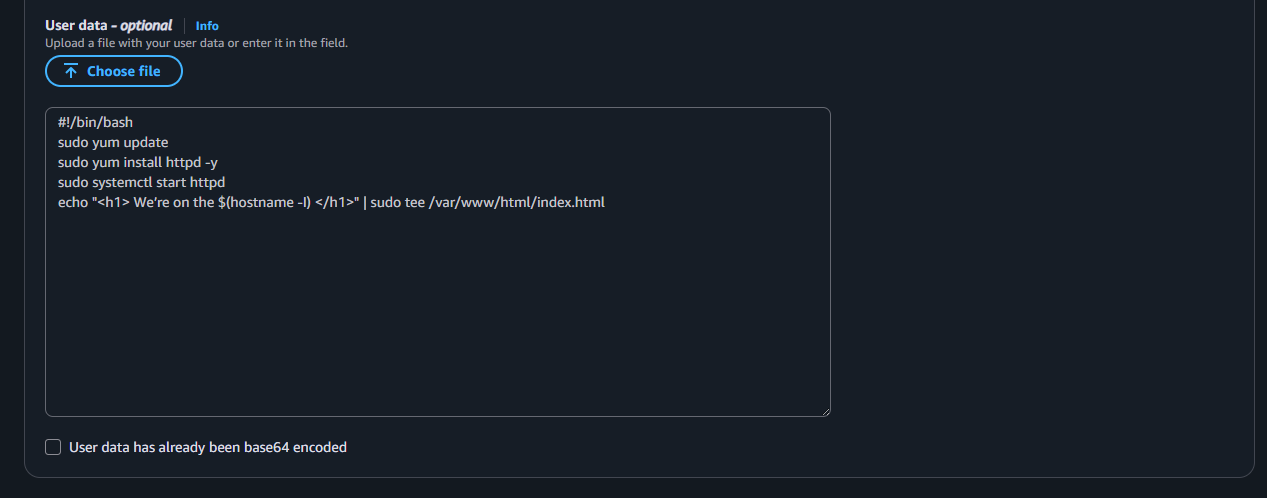 User data - optional Info
Upload a file with your user data or enter it in the field.
Choose file
#!/bin/bash
sudo yum update
sudo yum install httpd -y
sudo systemctl start httpd
echo "<h1> We’re on the $(hostname -I) </h1>" | sudo tee /var/www/html/index.html
User data has already been base64 encoded